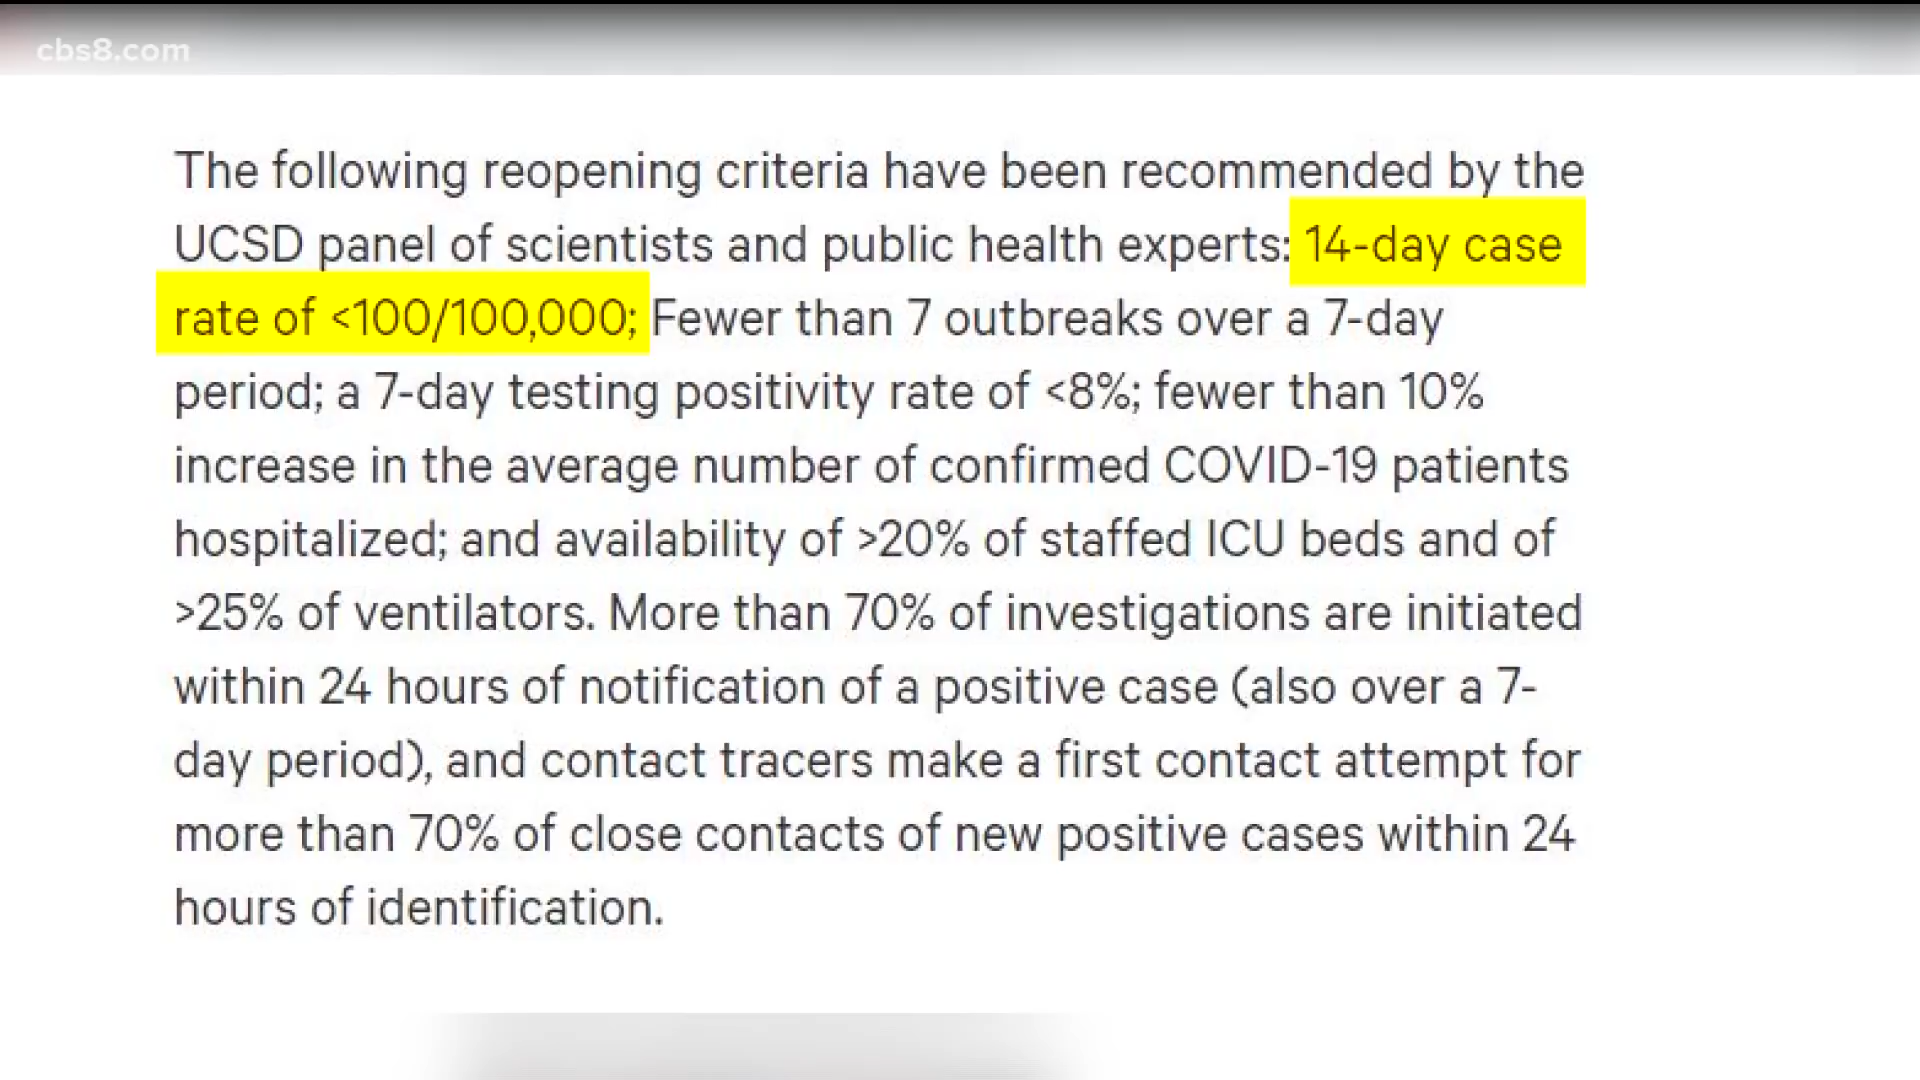 cbs8.com
The following reopening criteria have been recommended by the
UCSD panel of scientists and public health experts: 14-day case
rate of <100/100,000; Fewer than 7 outbreaks over a 7-day
period; a 7-day testing positivity rate of <8%; fewer than 10%
increase in the average number of confirmed COVID-19 patients
hospitalized; and availability of >20% of staffed ICU beds and of
>25% of ventilators. More than 70% of investigations are initiated
within 24 hours of notification of a positive case (also over a 7-
day period), and contact tracers make a first contact attempt for
more than 70% of close contacts of new positive cases within 24
hours of identification.